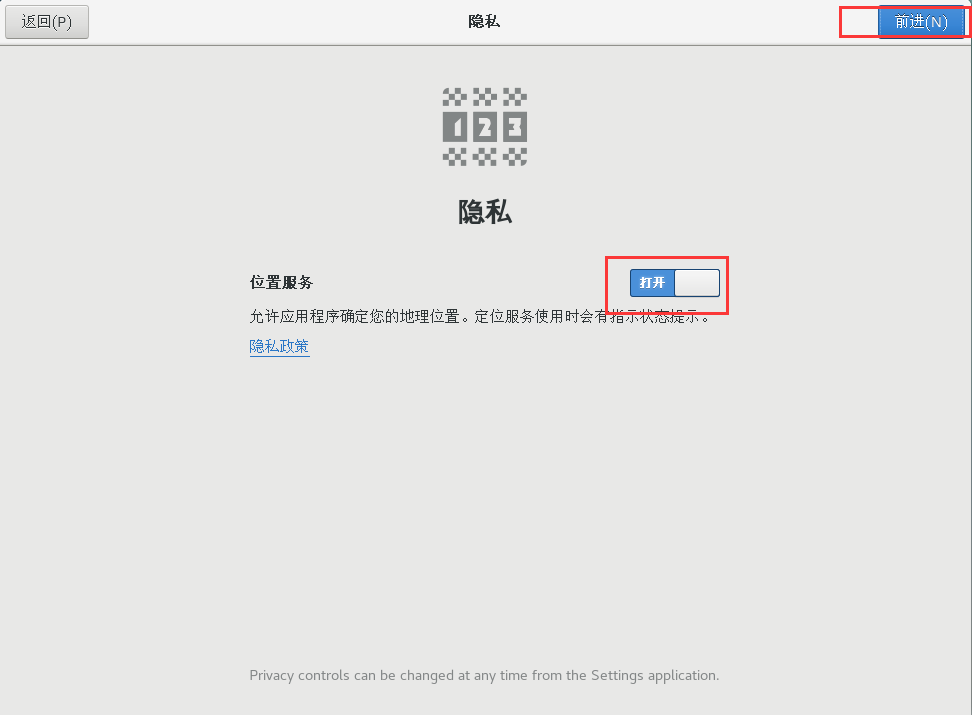 返回(P) 隐私 前进(N)
1 2 3
隐私
位置服务 打开
允许应用程序确定您的地理位置。定位服务使用时会有指示状态提示。
隐私政策
Privacy controls can be changed at any time from the Settings application.